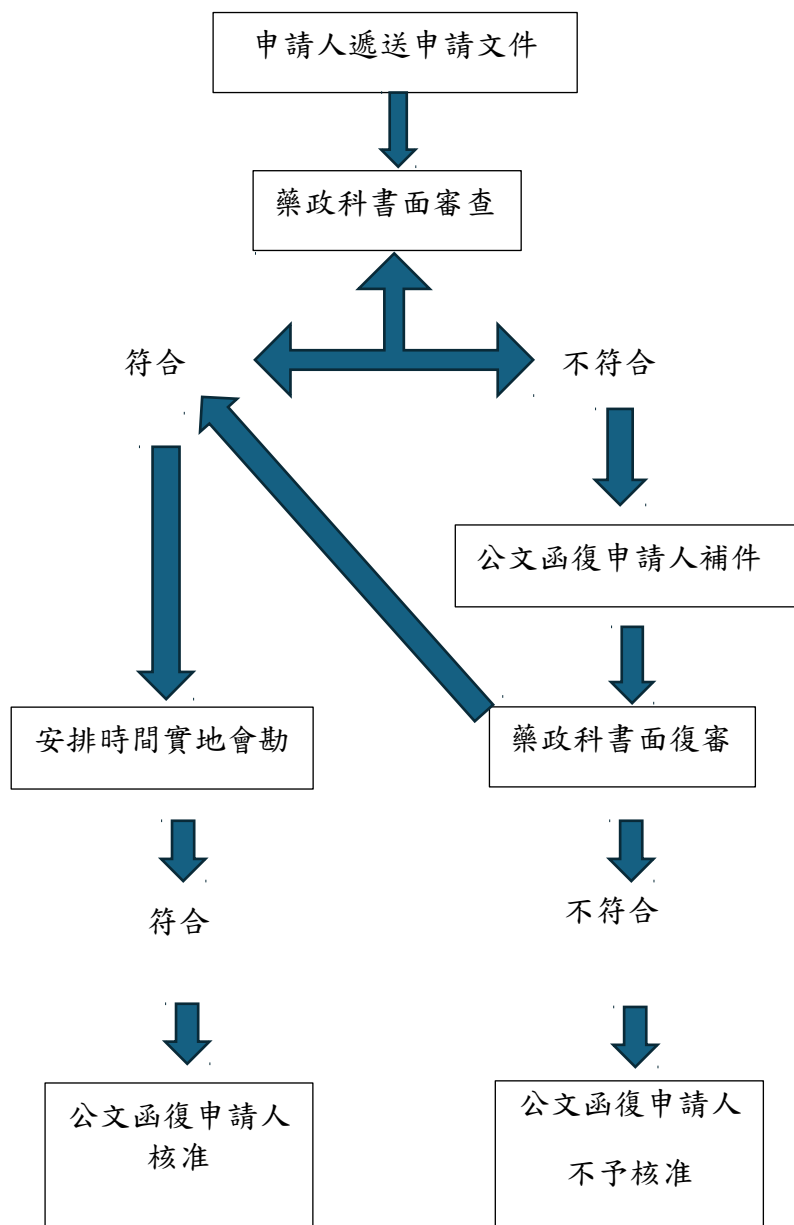 申請人遞送申請文件
藥政科書面審查
符合
不符合
公文函復申請人補件
安排時間實地會勘
藥政科書面復審
符合
不符合
公文函復申請人
核准
公文函復申請人
不予核准